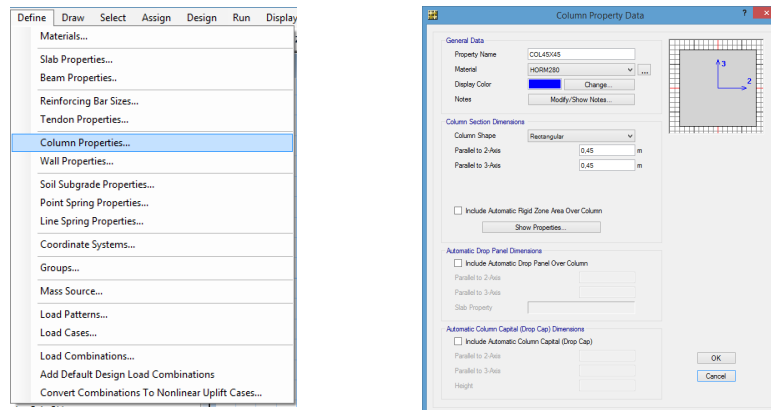 Define Draw Select Assign Design Run Display
Materials...
Slab Properties...
Beam Properties..
Reinforcing Bar Sizes...
Tendon Properties...
Column Properties...
Wall Properties...
Soil Subgrade Properties...
Point Spring Properties...
Line Spring Properties...
Coordinate Systems...
Groups...
Mass Source...
Load Patterns...
Load Cases...
Load Combinations...
Add Default Design Load Combinations
Convert Combinations To Nonlinear Uplift Cases...
Column Property Data
? ×
General Data
Property Name COL45X45
Material HORM280 ...
Display Color Change...
Notes Modify/Show Notes...
3
2
Column Section Dimensions
Column Shape Rectangular
Parallel to 2-Axis 0,45 m
Parallel to 3-Axis 0,45 m
Include Automatic Rigid Zone Area Over Column
Show Properties...
Automatic Drop Panel Dimensions
Include Automatic Drop Panel Over Column
Parallel to 2-Axis
Parallel to 3-Axis
Slab Property
Automatic Column Capital (Drop Cap) Dimensions
Include Automatic Column Capital (Drop Cap)
Parallel to 2-Axis
Parallel to 3-Axis
Height
OK
Cancel